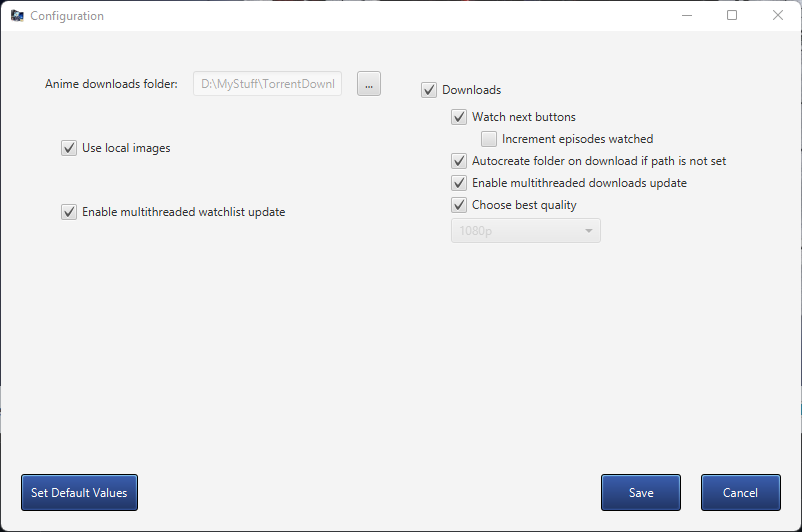 Configuration
Anime downloads folder:
D:\MyStuff\TorrentDownl
...
Use local images
Enable multithreaded watchlist update
Downloads
Watch next buttons
Increment episodes watched
Autocreate folder on download if path is not set
Enable multithreaded downloads update
Choose best quality
1080p
Set Default Values
Save
Cancel